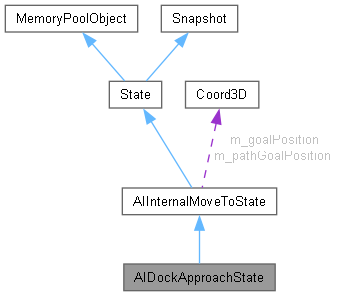 MemoryPoolObject
Snapshot
State
Coord3D
m_goalPosition
m_pathGoalPosition
AIInternalMoveToState
AIDockApproachState